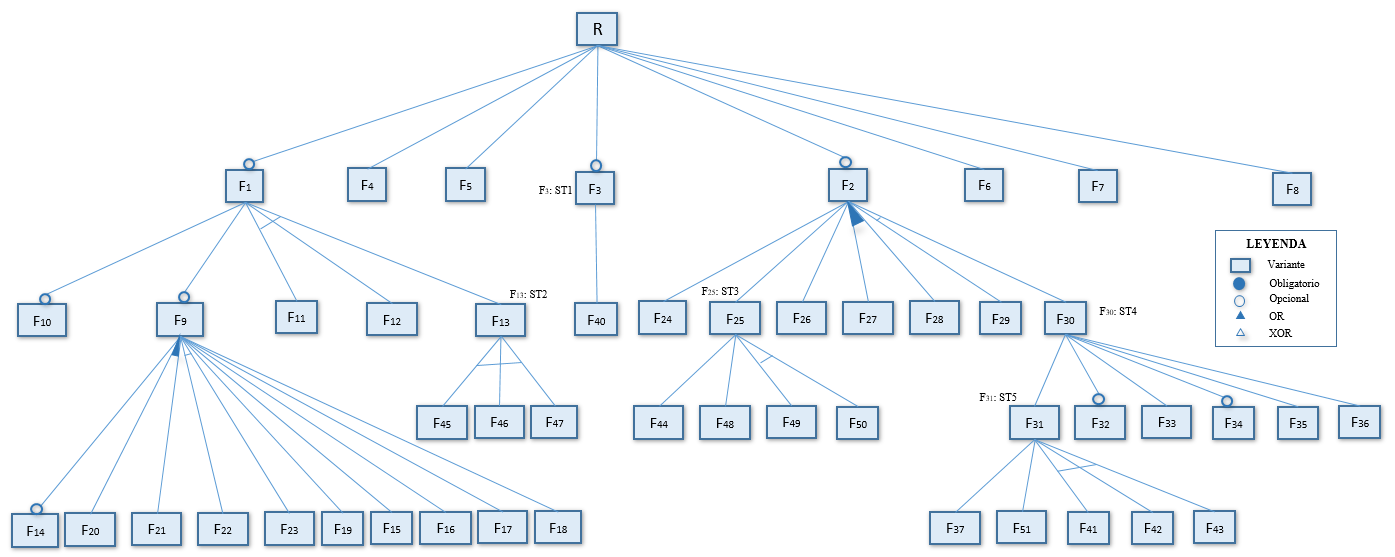 R
F1
F4
F5
F3: ST1
F3
F2
F6
F7
F8
LEYENDA
Variante
Obligatorio
Opcional
OR
XOR
F10
F9
F11
F12
F13: ST2
F13
F40
F24
F25: ST3
F25
F26
F27
F28
F29
F30
F30: ST4
F45
F46
F47
F44
F48
F49
F50
F31: ST5
F31
F32
F33
F34
F35
F36
F14
F20
F21
F22
F23
F19
F15
F16
F17
F18
F37
F51
F41
F42
F43